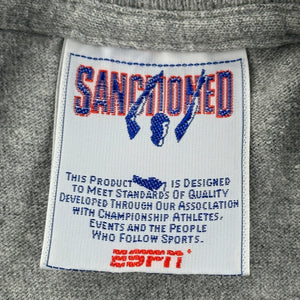 SANCTIONED
THIS PRODUCT IS DESIGNED
TO MEET STANDARDS OF QUALITY
DEVELOPED THROUGH OUR ASSOCIATION
WITH CHAMPIONSHIP ATHLETES,
EVENTS AND THE PEOPLE
WHO FOLLOW SPORTS.
ESPN